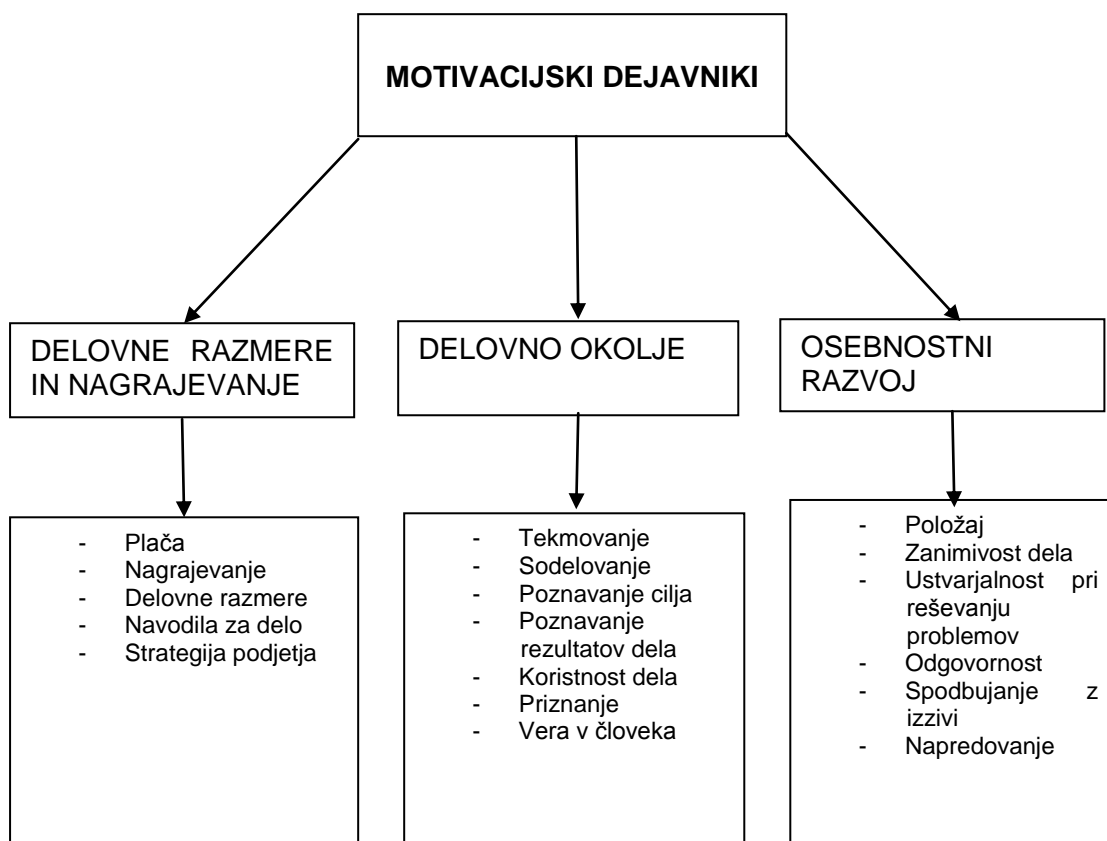 MOTIVACIJSKI DEJAVNIKI
DELOVNE RAZMERE
IN NAGRAJEVANJE
DELOVNO OKOLJE
OSEBNOSTNI
RAZVOJ
- Plača
- Nagrajevanje
- Delovne razmere
- Navodila za delo
- Strategija podjetja
- Tekmovanje
- Sodelovanje
- Poznavanje cilja
- Poznavanje
rezultatov dela
- Koristnost dela
- Priznanje
- Vera v človeka
- Položaj
- Zanimivost dela
- Ustvarjalnost pri
reševanju
problemov
- Odgovornost
- Spodbujanje z
izzivi
- Napredovanje